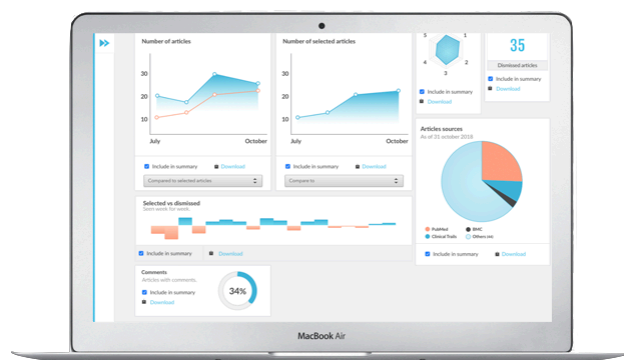 Number of articles
30
20
10
July
October
Include in summary
Download
Compared to selected articles
Number of selected articles
30
20
10
July
October
Include in summary
Download
Compare to
5
1
4
2
3
Include in summary
Download
35
Dismissed articles
Include in summary
Download
Articles sources
As of 31 october 2018
PubMed
BMC
Clinical Trails
Others int.
Include in summary
Download
Selected vs dismissed
Seen week for week.
Include in summary
Download
Comments
Articles with comments.
Include in summary
Download
34%
MacBook Air